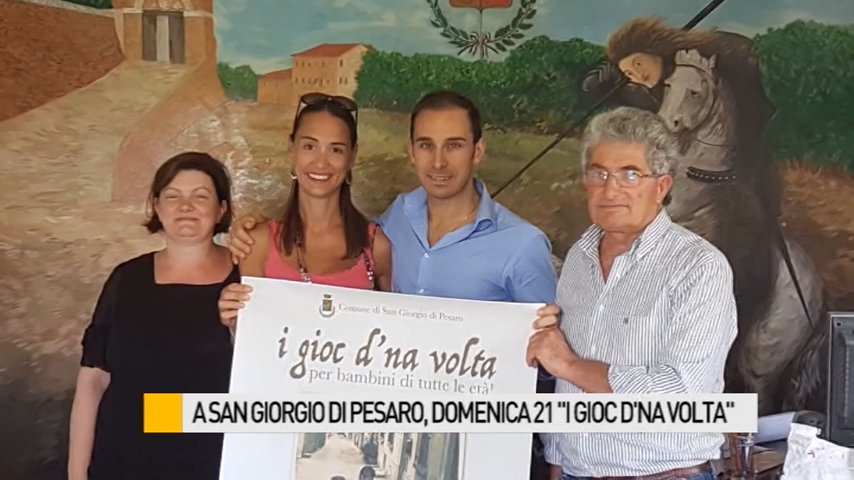 Comune di San Giorgio di Pesaro
i gioc d'na volta
per bambini di tutte le età!
A SAN GIORGIO DI PESARO, DOMENICA 21 "I GIOC D'NA VOLTA"